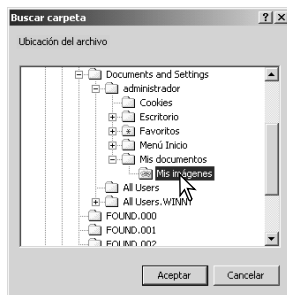 Buscar carpeta
Ubicación del archivo
Documents and Settings
administrador
Cookies
Escritorio
Favoritos
Menú Inicio
Mis documentos
Mis imágenes
All Users
All Users.WINNT
FOUND.000
FOUND.001
FOUND.002
Aceptar Cancelar